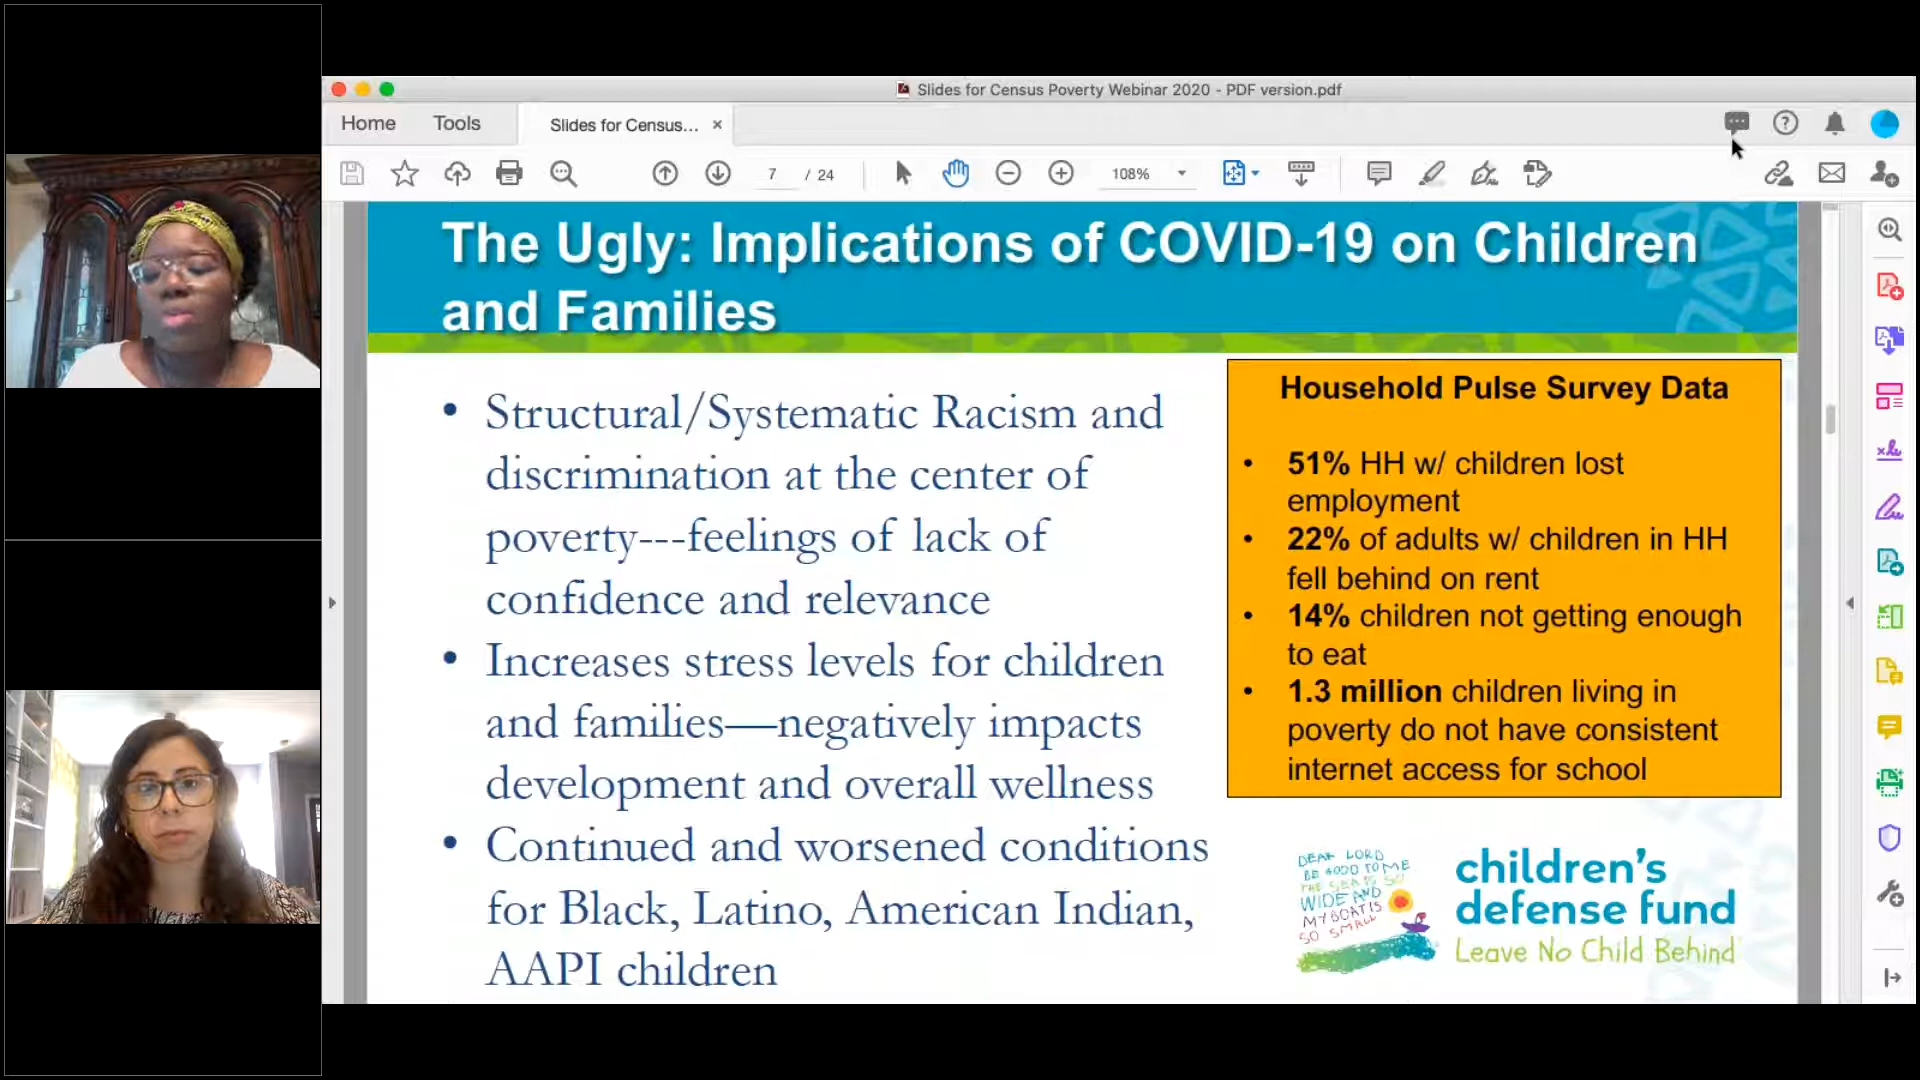 Slides for Census Poverty Webinar 2020 - PDF version.pdf
Home
Tools
Slides for Census...
7 / 24
108%
The Ugly: Implications of COVID-19 on Children
and Families
• Structural/Systematic Racism and
discrimination at the center of
poverty---feelings of lack of
confidence and relevance
• Increases stress levels for children
and families—negatively impacts
development and overall wellness
• Continued and worsened conditions
for Black, Latino, American Indian,
AAPI children
Household Pulse Survey Data
• 51% HH w/ children lost
employment
• 22% of adults w/ children in HH
fell behind on rent
• 14% children not getting enough
to eat
• 1.3 million children living in
poverty do not have consistent
internet access for school
DEAR LORD
BE GOOD TO ME
THE SEA IS SO
WIDE AND
MY BOAT IS
SO SMALL
children's
defense fund
Leave No Child Behind